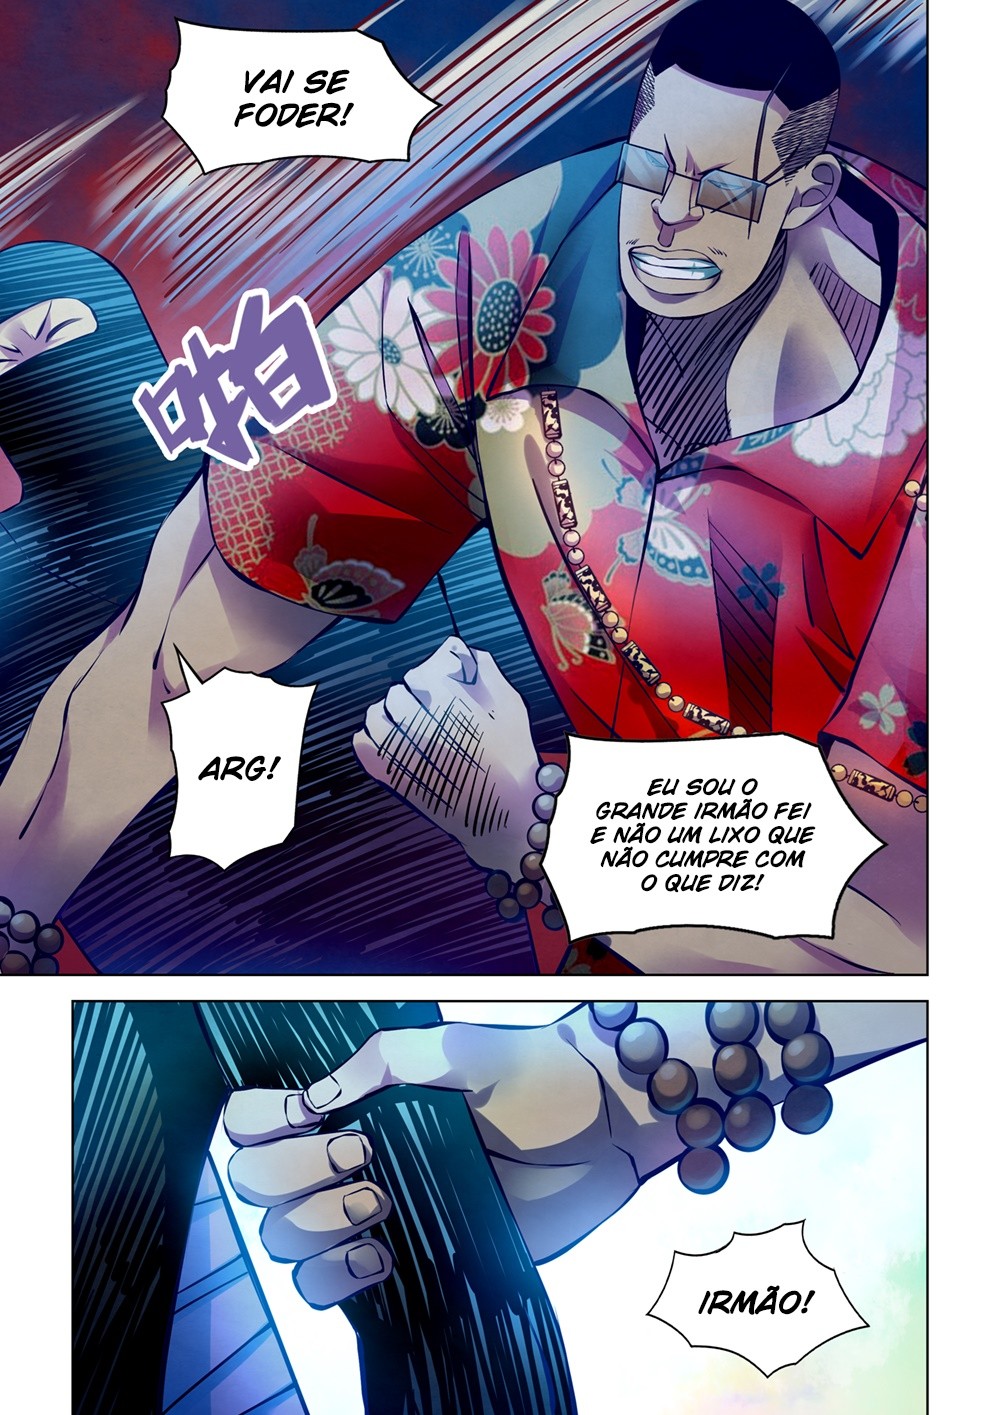 VAI SE
FODER!
啪
ARG!
EU SOU O
GRANDE IRMÃO FEI
E NÃO UM LIXO QUE
NÃO CUMPRE COM
O QUE DIZ!
IRMÃO!